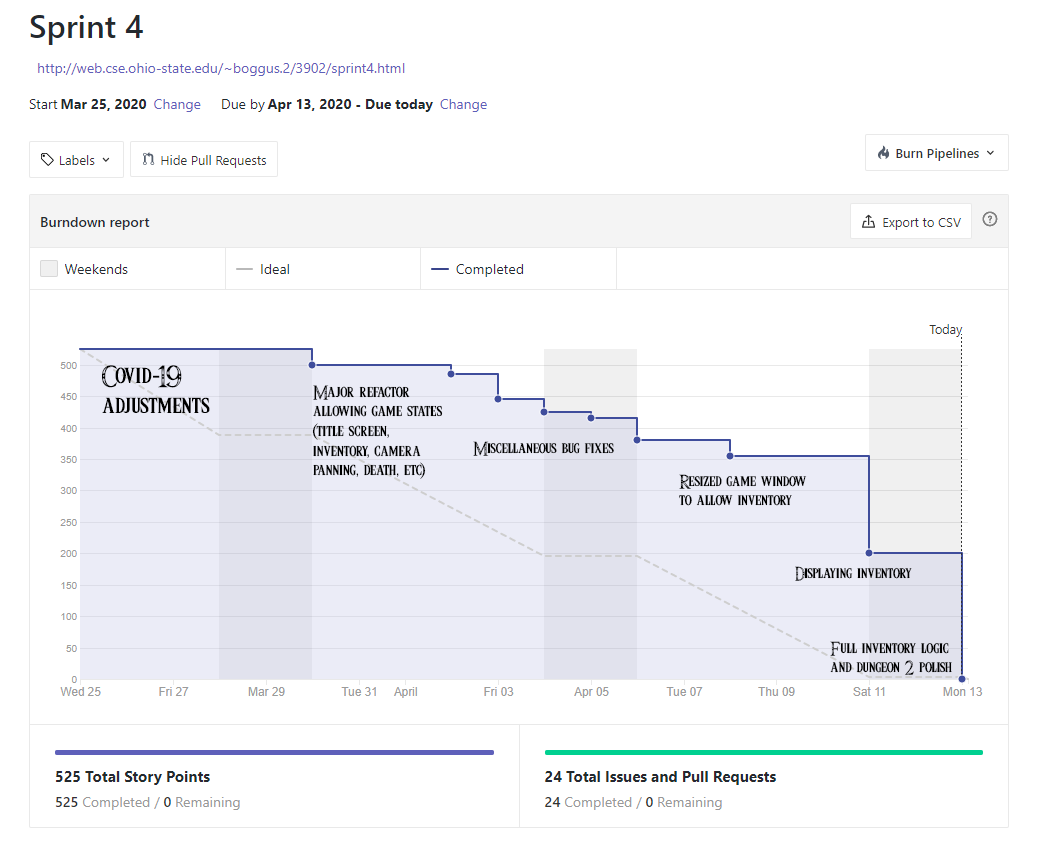 Sprint 4
http://web.cse.ohio-state.edu/~boggus.2/3902/sprint4.html
Start Mar 25, 2020 Change Due by Apr 13, 2020 - Due today Change
Labels Hide Pull Requests Burn Pipelines
Burndown report Export to CSV ?
Weekends Ideal Completed
Today
500
450
400
350
300
250
200
150
100
50
0
Covid-19
adjustments
Major refactor
allowing game states
(title screen,
inventory, camera
panning, death, etc)
Miscellaneous bug fixes
Resized game window
to allow inventory
Displaying inventory
Full inventory logic
and dungeon 2 polish
Wed 25 Fri 27 Mar 29 Tue 31 April Fri 03 Apr 05 Tue 07 Thu 09 Sat 11 Mon 13
525 Total Story Points
525 Completed / 0 Remaining
24 Total Issues and Pull Requests
24 Completed / 0 Remaining